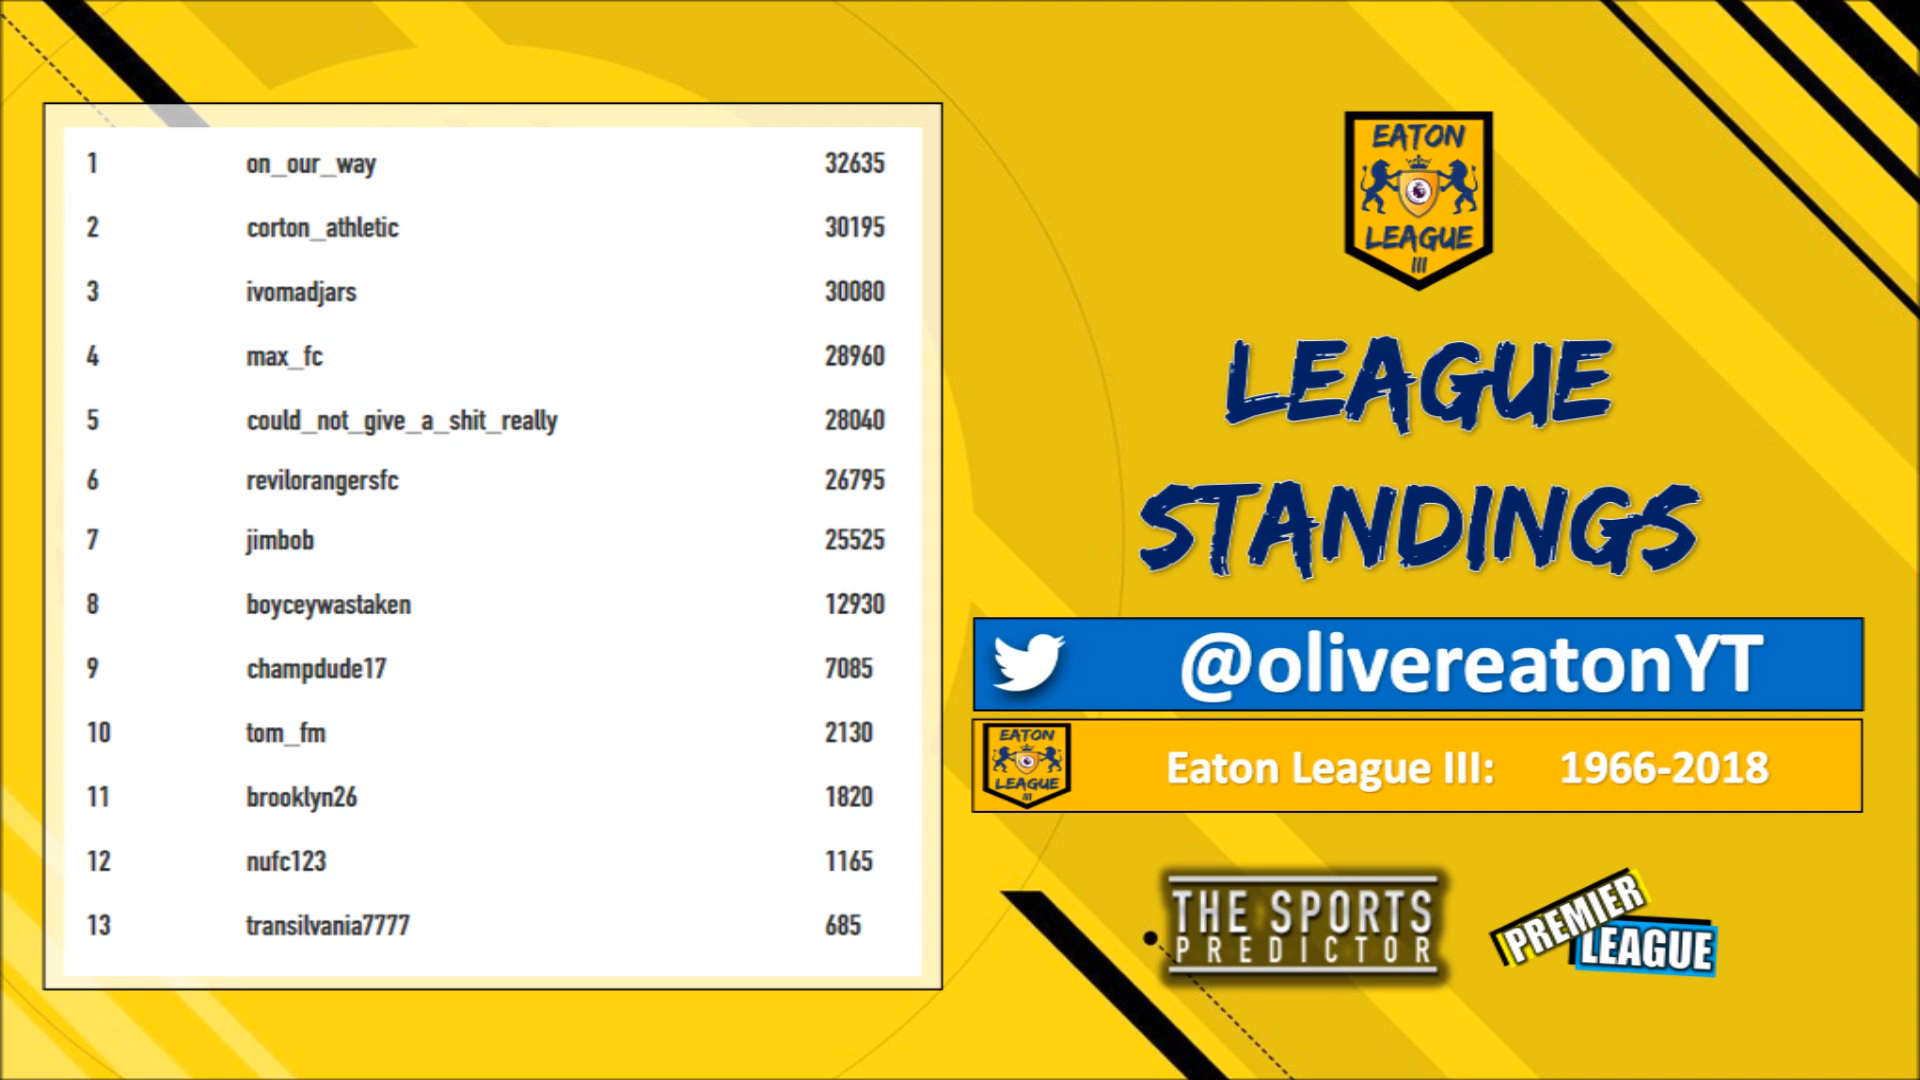 1 on_our_way 32635
2 corton_athletic 30195
3 ivomadjars 30080
4 max_fc 28960
5 could_not_give_a_shit_really 28040
6 revilorangersfc 26795
7 jimbob 25525
8 boyceywastaken 12930
9 champdude17 7085
10 tom_fm 2130
11 brooklyn26 1820
12 nufc123 1165
13 transilvania7777 685
EATON
LEAGUE
III
LEAGUE
STANDINGS
@olivereatonYT
EATON
LEAGUE
III
Eaton League III: 1966-2018
THE SPORTS
PREDICTOR
PREMIER
LEAGUE